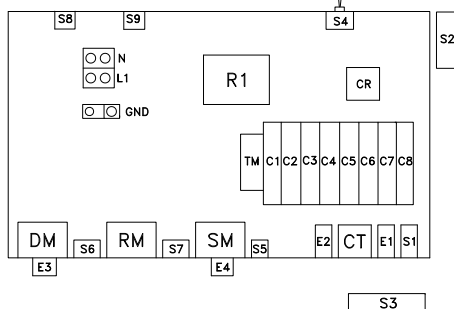 S8 S9 S4
S2
N
L1
R1
CR
GND
TM C1 C2 C3 C4 C5 C6 C7 C8
DM S6 RM S7 SM S5 E2 CT E1 S1
E3 E4
S3